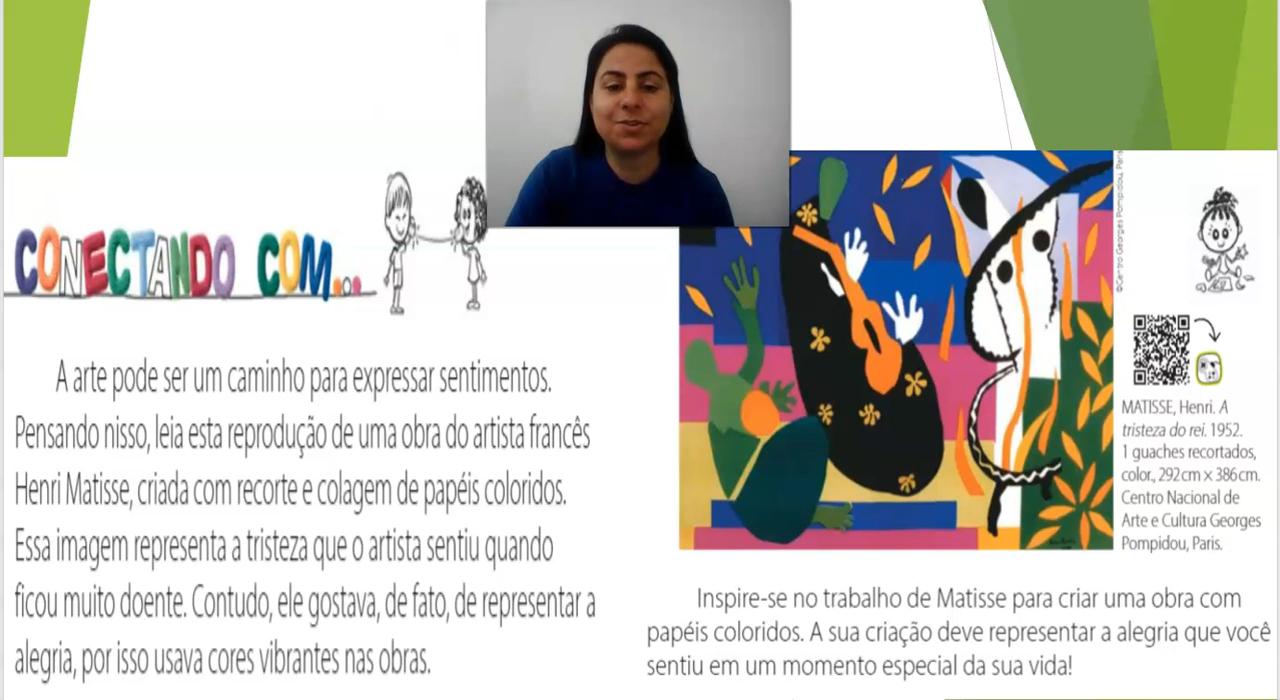 CONECTANDO COM...
A arte pode ser um caminho para expressar sentimentos.
Pensando nisso, leia esta reprodução de uma obra do artista francês
Henri Matisse, criada com recorte e colagem de papéis coloridos.
Essa imagem representa a tristeza que o artista sentiu quando
ficou muito doente. Contudo, ele gostava, de fato, de representar a
alegria, por isso usava cores vibrantes nas obras.
©Centro Georges Pompidou, Paris
MATISSE, Henri. A
tristeza do rei. 1952.
1 guaches recortados,
color., 292 cm x 386 cm.
Centro Nacional de
Arte e Cultura Georges
Pompidou, Paris.
Inspire-se no trabalho de Matisse para criar uma obra com
papéis coloridos. A sua criação deve representar a alegria que você
sentiu em um momento especial da sua vida!